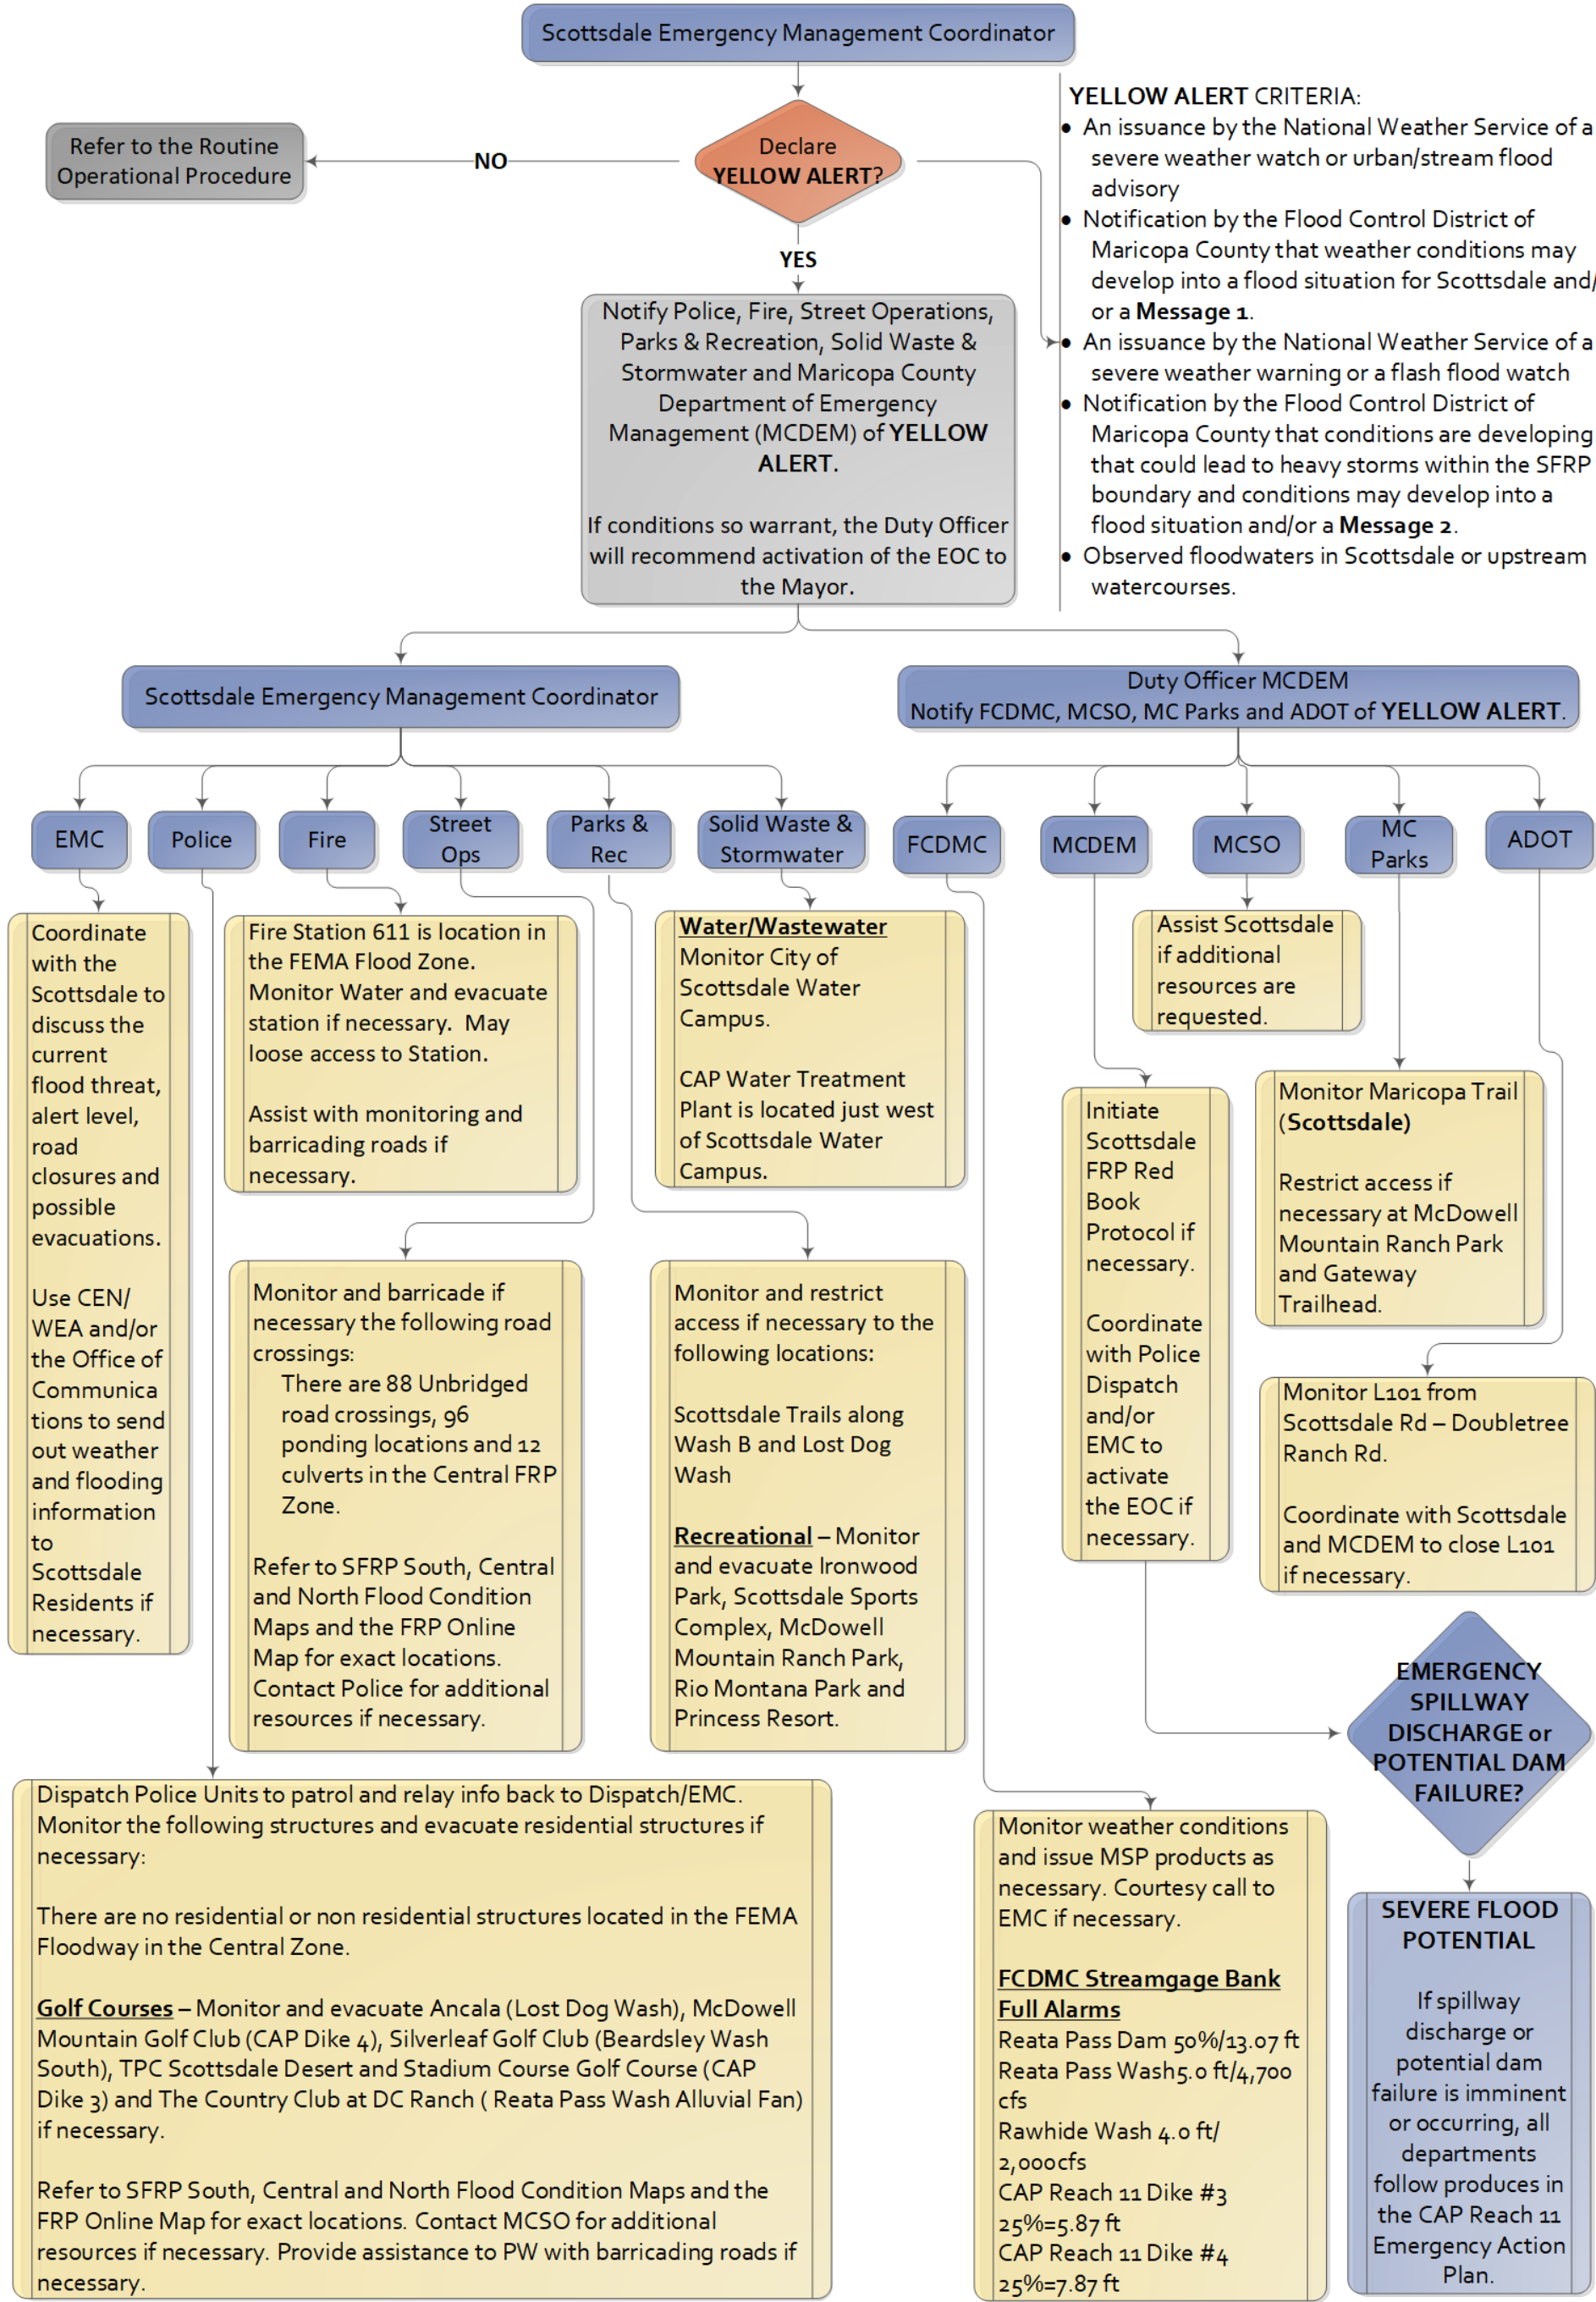 Scottsdale Emergency Management Coordinator
Declare
YELLOW ALERT?
NO
Refer to the Routine
Operational Procedure
YELLOW ALERT CRITERIA:
● An issuance by the National Weather Service of a
severe weather watch or urban/stream flood
advisory
● Notification by the Flood Control District of
Maricopa County that weather conditions may
develop into a flood situation for Scottsdale and/
or a Message 1.
● An issuance by the National Weather Service of a
severe weather warning or a flash flood watch
● Notification by the Flood Control District of
Maricopa County that conditions are developing
that could lead to heavy storms within the SFRP
boundary and conditions may develop into a
flood situation and/or a Message 2.
● Observed floodwaters in Scottsdale or upstream
watercourses.
YES
Notify Police, Fire, Street Operations,
Parks & Recreation, Solid Waste &
Stormwater and Maricopa County
Department of Emergency
Management (MCDEM) of YELLOW
ALERT.
If conditions so warrant, the Duty Officer
will recommend activation of the EOC to
the Mayor.
Scottsdale Emergency Management Coordinator
Duty Officer MCDEM
Notify FCDMC, MCSO, MC Parks and ADOT of YELLOW ALERT.
EMC
Police
Fire
Street
Ops
Parks &
Rec
Solid Waste &
Stormwater
FCDMC
MCDEM
MCSO
MC
Parks
ADOT
Coordinate
with the
Scottsdale to
discuss the
current
flood threat,
alert level,
road
closures and
possible
evacuations.
Use CEN/
WEA and/or
the Office of
Communica
tions to send
out weather
and flooding
information
to
Scottsdale
Residents if
necessary.
Fire Station 611 is location in
the FEMA Flood Zone.
Monitor Water and evacuate
station if necessary. May
loose access to Station.
Assist with monitoring and
barricading roads if
necessary.
Water/Wastewater
Monitor City of
Scottsdale Water
Campus.
CAP Water Treatment
Plant is located just west
of Scottsdale Water
Campus.
Assist Scottsdale
if additional
resources are
requested.
Initiate
Scottsdale
FRP Red
Book
Protocol if
necessary.
Coordinate
with Police
Dispatch
and/or
EMC to
activate
the EOC if
necessary.
Monitor Maricopa Trail
(Scottsdale)
Restrict access if
necessary at McDowell
Mountain Ranch Park
and Gateway
Trailhead.
Monitor and barricade if
necessary the following road
crossings:
There are 88 Unbridged
road crossings, 96
ponding locations and 12
culverts in the Central FRP
Zone.
Refer to SFRP South, Central
and North Flood Condition
Maps and the FRP Online
Map for exact locations.
Contact Police for additional
resources if necessary.
Monitor and restrict
access if necessary to the
following locations:
Scottsdale Trails along
Wash B and Lost Dog
Wash
Recreational – Monitor
and evacuate Ironwood
Park, Scottsdale Sports
Complex, McDowell
Mountain Ranch Park,
Rio Montana Park and
Princess Resort.
Monitor L101 from
Scottsdale Rd – Doubletree
Ranch Rd.
Coordinate with Scottsdale
and MCDEM to close L101
if necessary.
EMERGENCY
SPILLWAY
DISCHARGE or
POTENTIAL DAM
FAILURE?
Dispatch Police Units to patrol and relay info back to Dispatch/EMC.
Monitor the following structures and evacuate residential structures if
necessary:
There are no residential or non residential structures located in the FEMA
Floodway in the Central Zone.
Golf Courses – Monitor and evacuate Ancala (Lost Dog Wash), McDowell
Mountain Golf Club (CAP Dike 4), Silverleaf Golf Club (Beardsley Wash
South), TPC Scottsdale Desert and Stadium Course Golf Course (CAP
Dike 3) and The Country Club at DC Ranch ( Reata Pass Wash Alluvial Fan)
if necessary.
Refer to SFRP South, Central and North Flood Condition Maps and the
FRP Online Map for exact locations. Contact MCSO for additional
resources if necessary. Provide assistance to PW with barricading roads if
necessary.
Monitor weather conditions
and issue MSP products as
necessary. Courtesy call to
EMC if necessary.
FCDMC Streamgage Bank
Full Alarms
Reata Pass Dam 50%/13.07 ft
Reata Pass Wash5.0 ft/4,700
cfs
Rawhide Wash 4.0 ft/
2,000cfs
CAP Reach 11 Dike #3
25%=5.87 ft
CAP Reach 11 Dike #4
25%=7.87 ft
SEVERE FLOOD
POTENTIAL
If spillway
discharge or
potential dam
failure is imminent
or occurring, all
departments
follow produces in
the CAP Reach 11
Emergency Action
Plan.